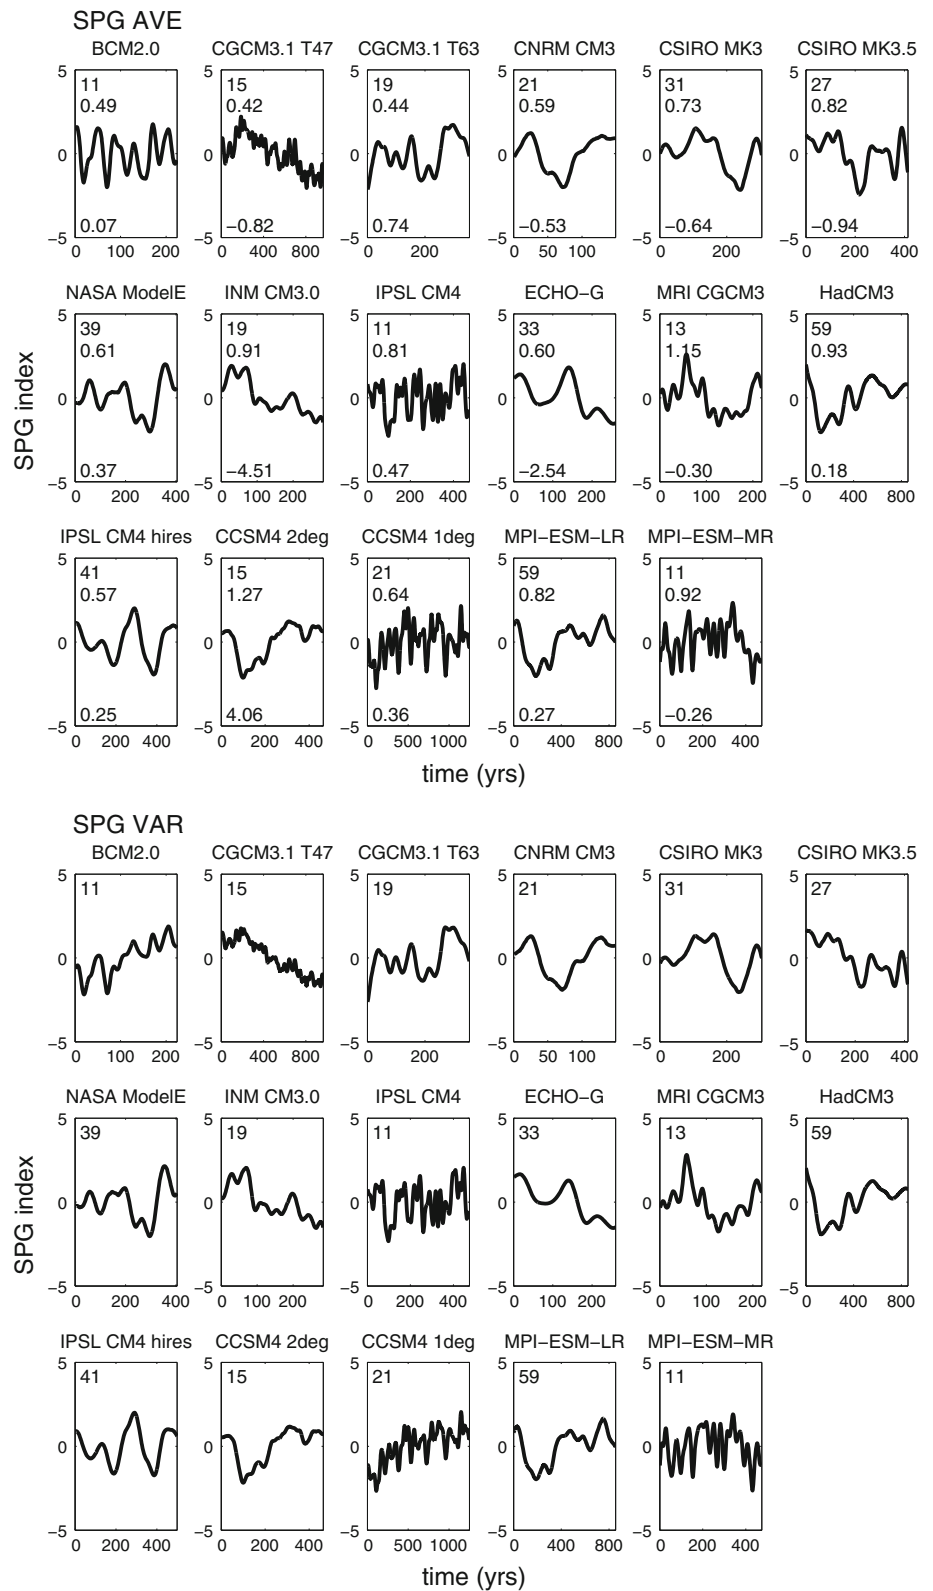 SPG AVE
BCM2.0 CGCM3.1 T47 CGCM3.1 T63 CNRM CM3 CSIRO MK3 CSIRO MK3.5
5 5 5 5 5 5
11 15 19 21 31 27
0.49 0.42 0.44 0.59 0.73 0.82
0 0 0 0 0 0
0.07 −0.82 0.74 −0.53 −0.64 −0.94
−5 −5 −5 −5 −5 −5
0 100 200 0 400 800 0 200 0 50 100 0 200 0 200 400
NASA ModelE INM CM3.0 IPSL CM4 ECHO−G MRI CGCM3 HadCM3
5 5 5 5 5 5
39 19 11 33 13 59
0.61 0.91 0.81 0.60 1.15 0.93
0 0 0 0 0 0
0.37 −4.51 0.47 −2.54 −0.30 0.18
−5 −5 −5 −5 −5 −5
0 200 400 0 200 0 200 400 0 100 200 0 100 200 0 400 800
SPG index
IPSL CM4 hires CCSM4 2deg CCSM4 1deg MPI−ESM−LR MPI−ESM−MR
5 5 5 5 5
41 15 21 59 11
0.57 1.27 0.64 0.82 0.92
0 0 0 0 0
0.25 4.06 0.36 0.27 −0.26
−5 −5 −5 −5 −5
0 200 400 0 200 400 0 500 1000 0 400 800 0 200 400
time (yrs)
SPG VAR
BCM2.0 CGCM3.1 T47 CGCM3.1 T63 CNRM CM3 CSIRO MK3 CSIRO MK3.5
5 5 5 5 5 5
11 15 19 21 31 27
0 0 0 0 0 0
−5 −5 −5 −5 −5 −5
0 100 200 0 400 800 0 200 0 50 100 0 200 0 200 400
NASA ModelE INM CM3.0 IPSL CM4 ECHO−G MRI CGCM3 HadCM3
5 5 5 5 5 5
39 19 11 33 13 59
0 0 0 0 0 0
−5 −5 −5 −5 −5 −5
0 200 400 0 200 0 200 400 0 100 200 0 100 200 0 400 800
SPG index
IPSL CM4 hires CCSM4 2deg CCSM4 1deg MPI−ESM−LR MPI−ESM−MR
5 5 5 5 5
41 15 21 59 11
0 0 0 0 0
−5 −5 −5 −5 −5
0 200 400 0 200 400 0 500 1000 0 400 800 0 200 400
time (yrs)